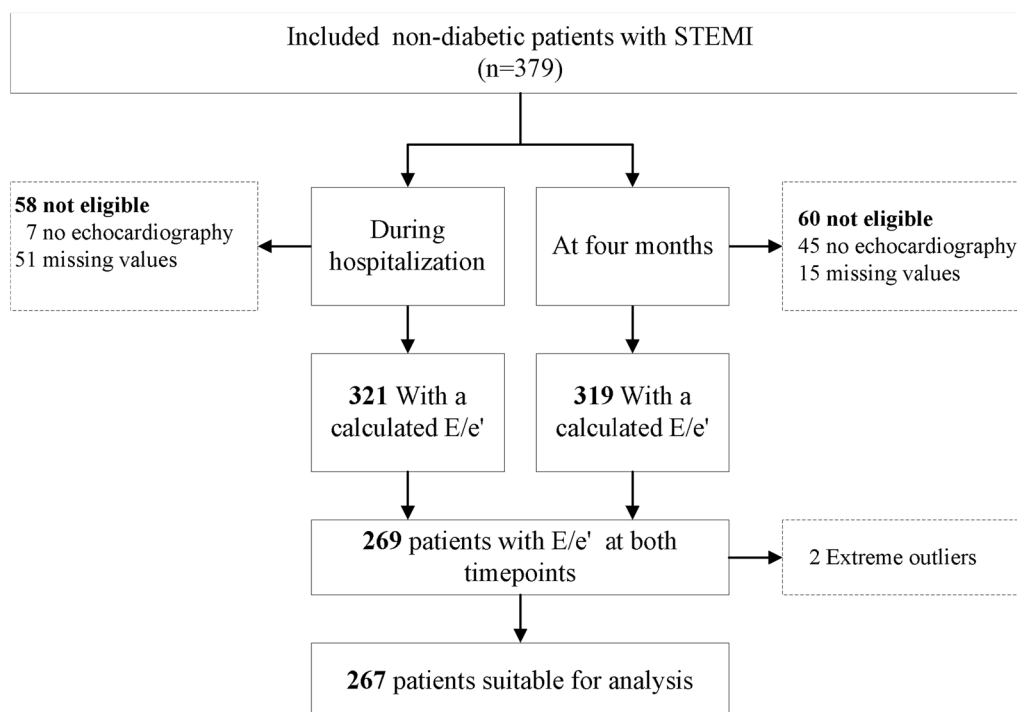 Included non-diabetic patients with STEMI
(n=379)
58 not eligible
7 no echocardiography
51 missing values
During
hospitalization
At four months
60 not eligible
45 no echocardiography
15 missing values
321 With a
calculated E/e'
319 With a
calculated E/e'
269 patients with E/e' at both
timepoints
2 Extreme outliers
267 patients suitable for analysis